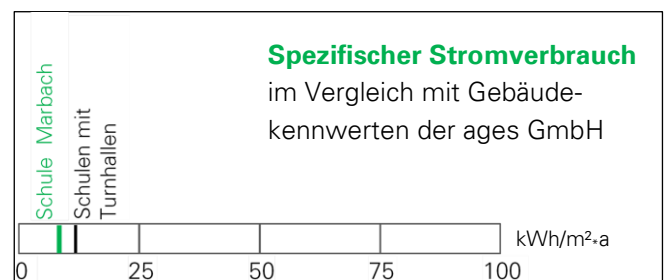 Spezifischer Stromverbrauch
im Vergleich mit Gebäude-
kennwerten der ages GmbH
Schule Marbach
Schulen mit
Turnhallen
kWh/m²*a
0 25 50 75 100